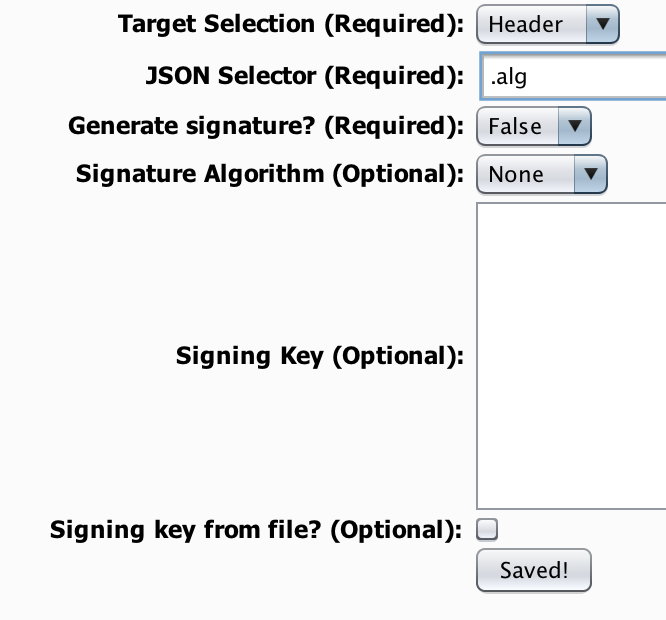 Target Selection (Required): Header
JSON Selector (Required): .alg
Generate signature? (Required): False
Signature Algorithm (Optional): None
Signing Key (Optional):
Signing key from file? (Optional):
Saved!